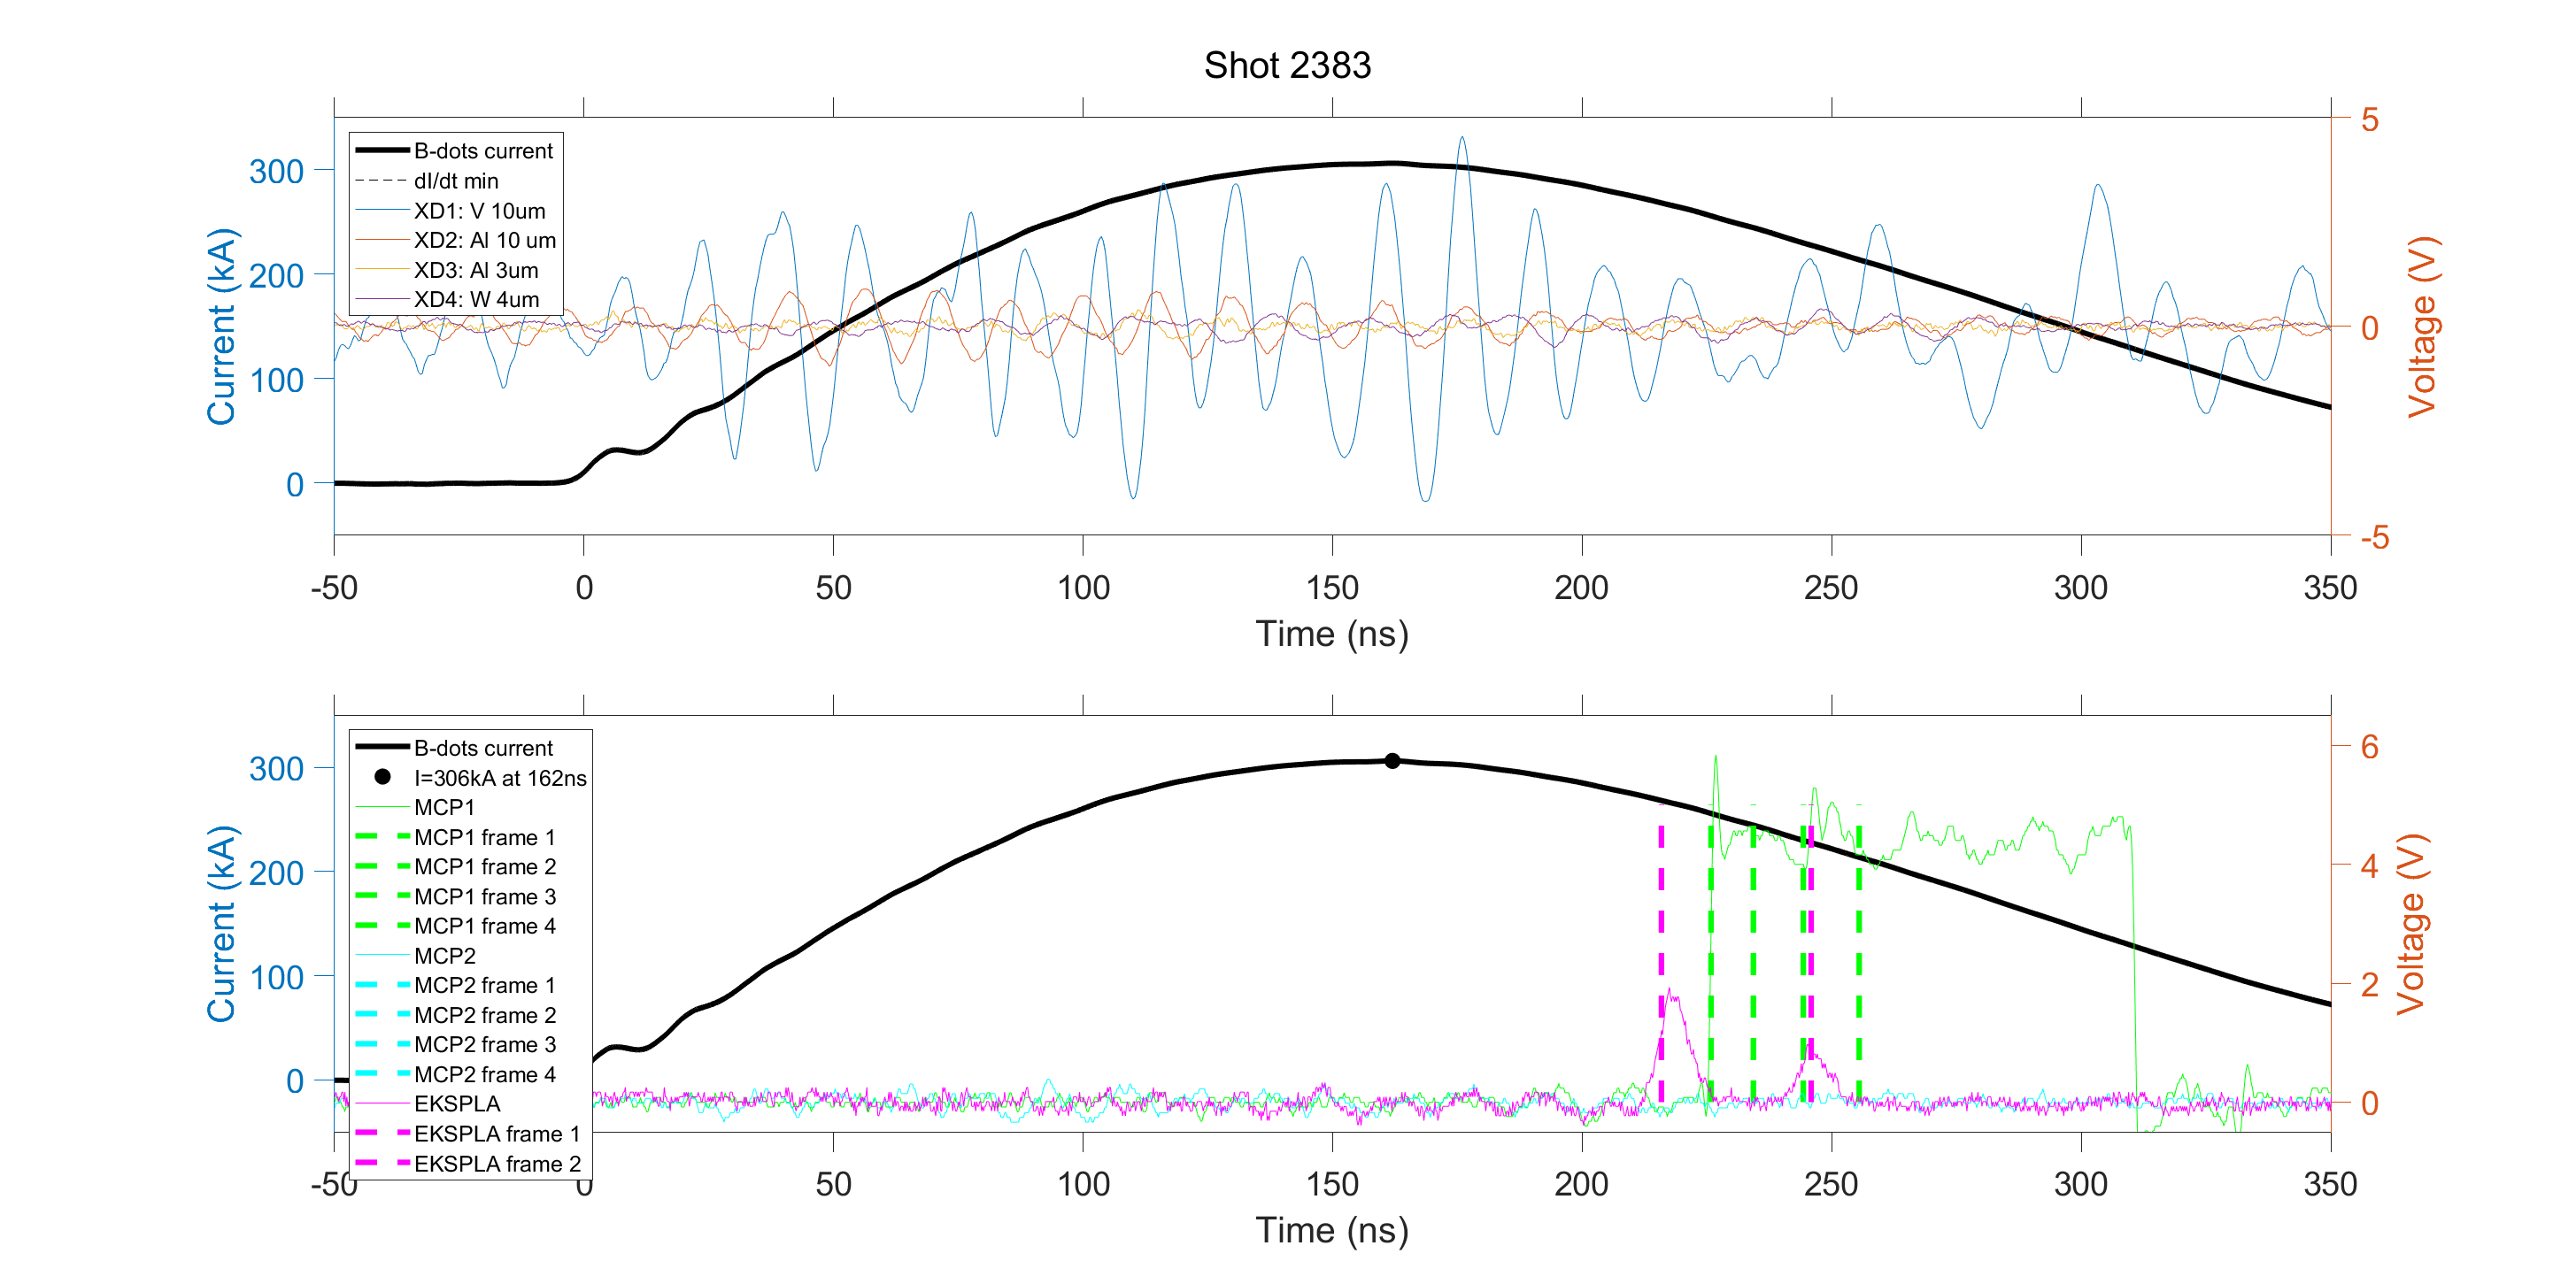 Shot 2383
B-dots current
dI/dt min
XD1: V 10um
XD2: Al 10 um
XD3: Al 3um
XD4: W 4um
300
200
100
0
Current (kA)
5
0
-5
Voltage (V)
-50 0 50 100 150 200 250 300 350
Time (ns)
B-dots current
I=306kA at 162ns
MCP1
MCP1 frame 1
MCP1 frame 2
MCP1 frame 3
MCP1 frame 4
MCP2
MCP2 frame 1
MCP2 frame 2
MCP2 frame 3
MCP2 frame 4
EKSPLA
EKSPLA frame 1
EKSPLA frame 2
300
200
100
0
Current (kA)
6
4
2
0
Voltage (V)
-50 0 50 100 150 200 250 300 350
Time (ns)